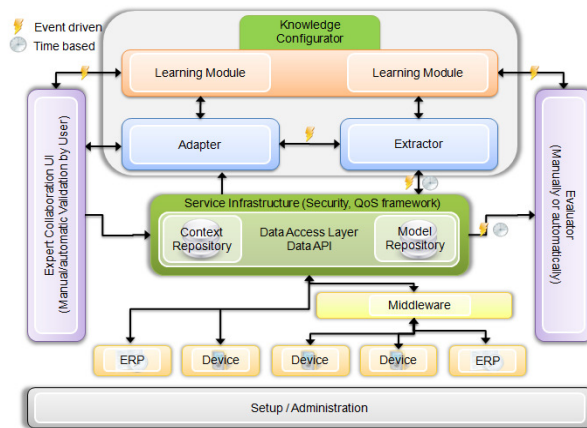 Event driven
Time based
Knowledge
Configurator
Learning Module
Learning Module
Adapter
Extractor
Expert Collaboration UI
(Manual/automatic Validation by User)
Evaluator
(Manually or automatically)
Service Infrastructure (Security, QoS framework)
Context
Repository
Data Access Layer
Data API
Model
Repository
Middleware
ERP
Device
Device
Device
ERP
Setup / Administration